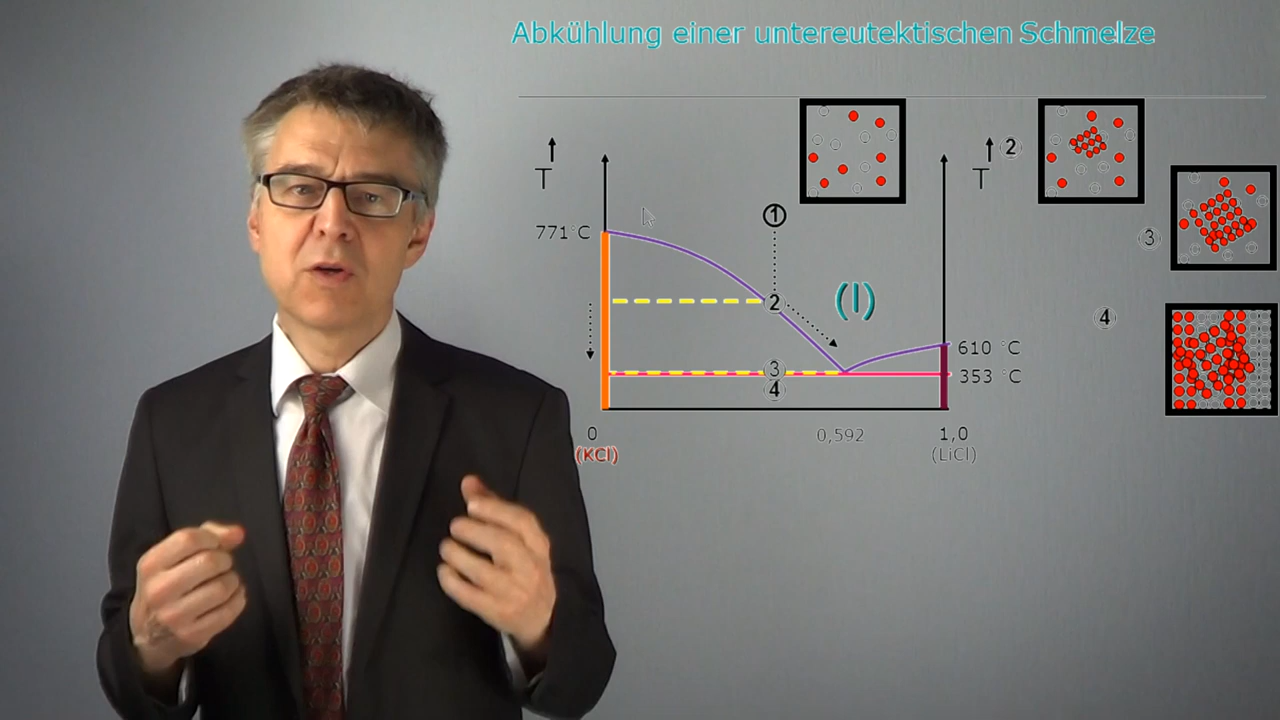 Abkühlung einer untereutektischen Schmelze
T
T
2
1
771°C
3
2
(l)
4
610 °C
3
353 °C
4
0
0,592
1,0
(KCl)
(LiCl)